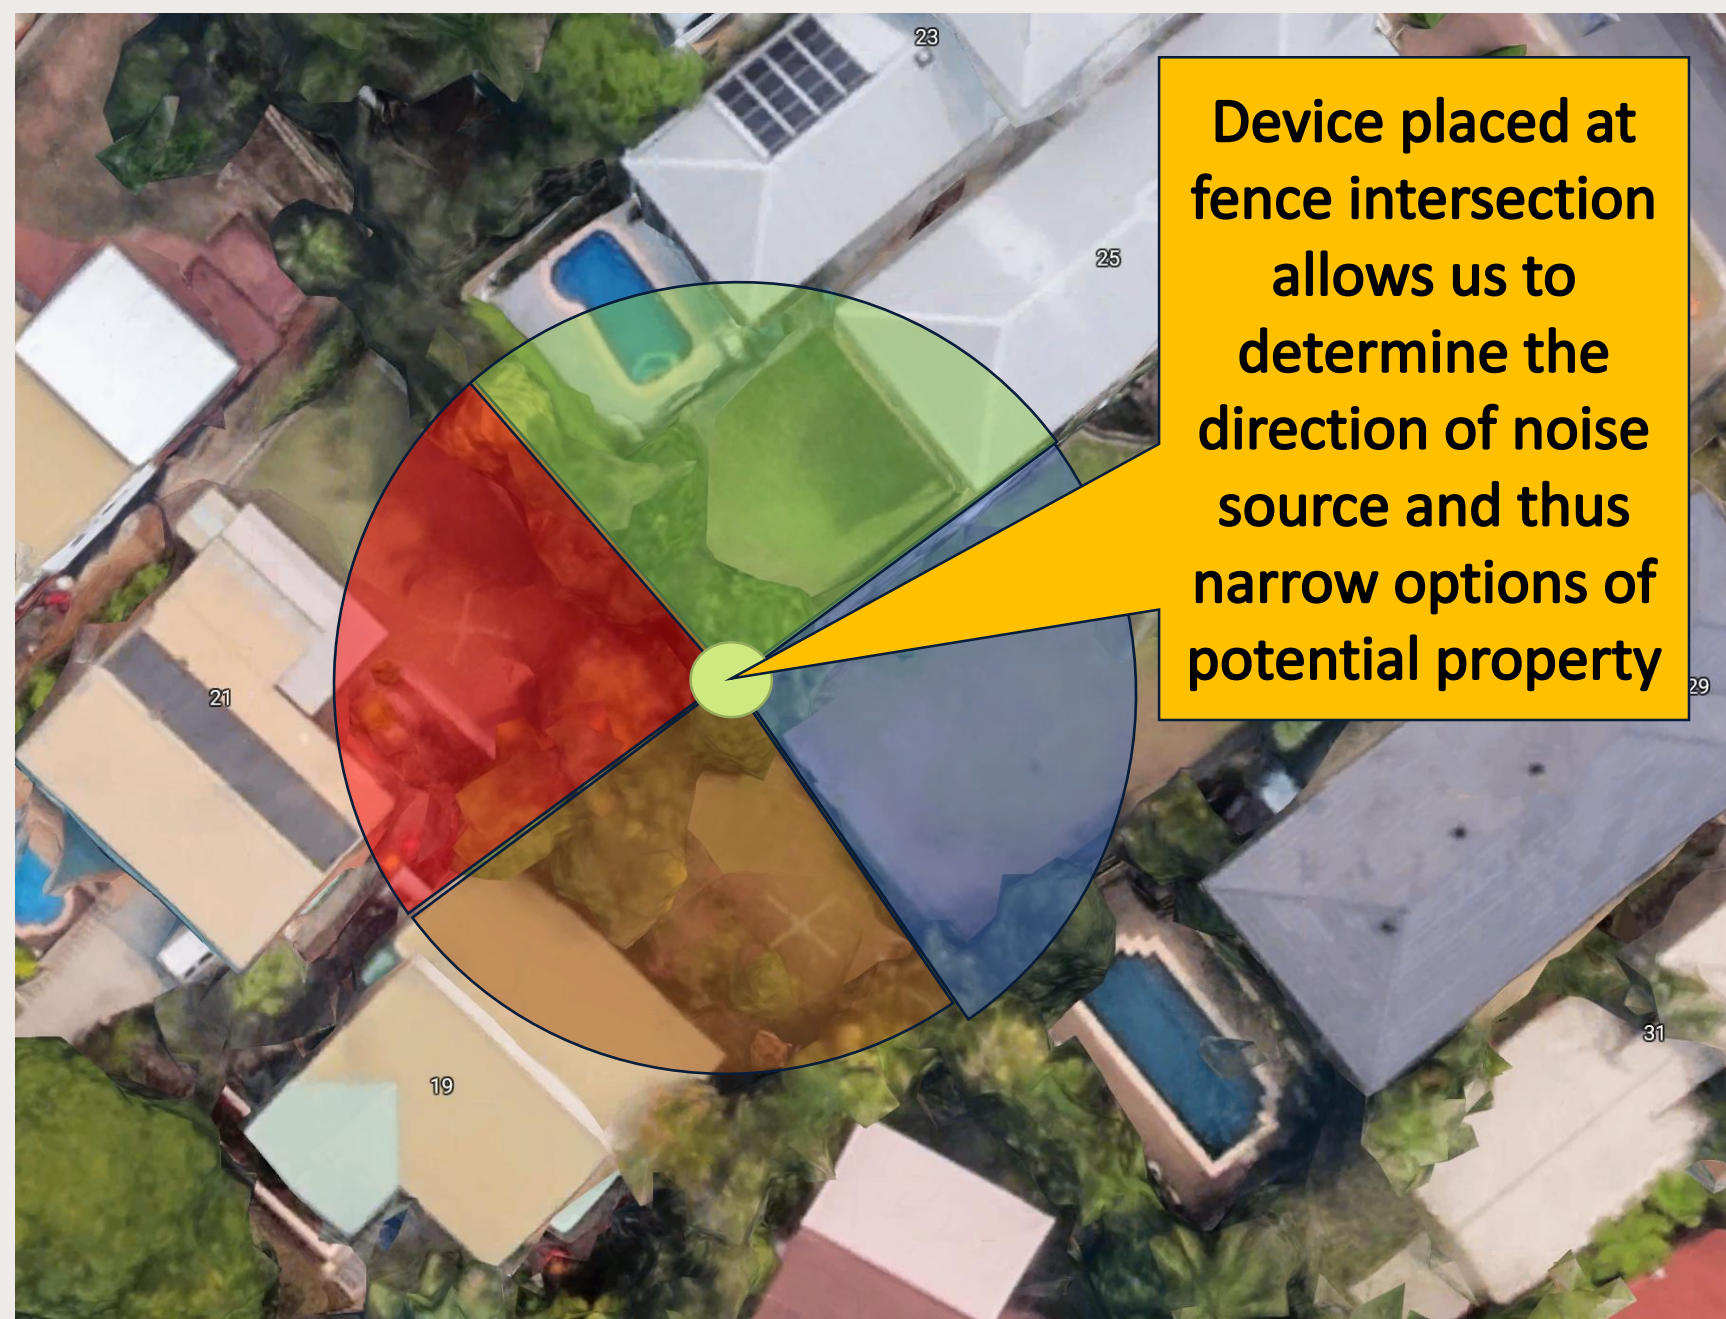 23
Device placed at
fence intersection
allows us to
determine the
direction of noise
source and thus
narrow options of
potential property
25
21
29
31
19